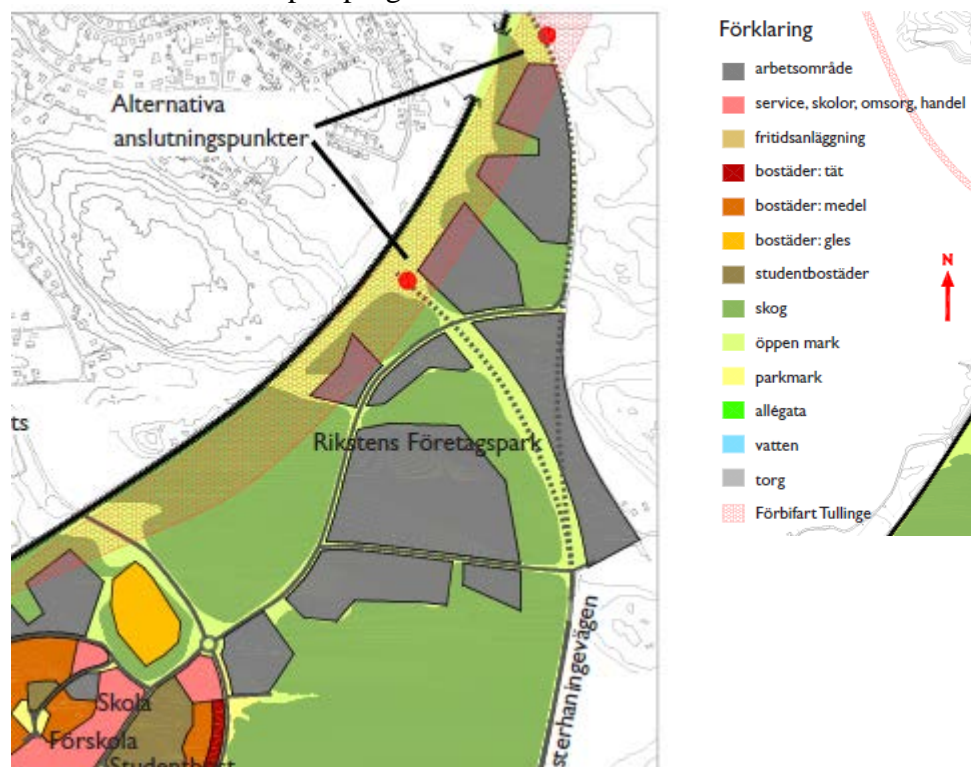 Alternativa
anslutningspunkter
ts
Rikstens Företagspark
Skola
Förskola
sterhaningevägen
Förklaring
arbetsområde
service, skolor, omsorg, handel
fritidsanläggning
bostäder: tät
bostäder: medel
bostäder: gles
studentbostäder
skog
öppen mark
parkmark
allégata
vatten
torg
Förbifart Tullinge
N